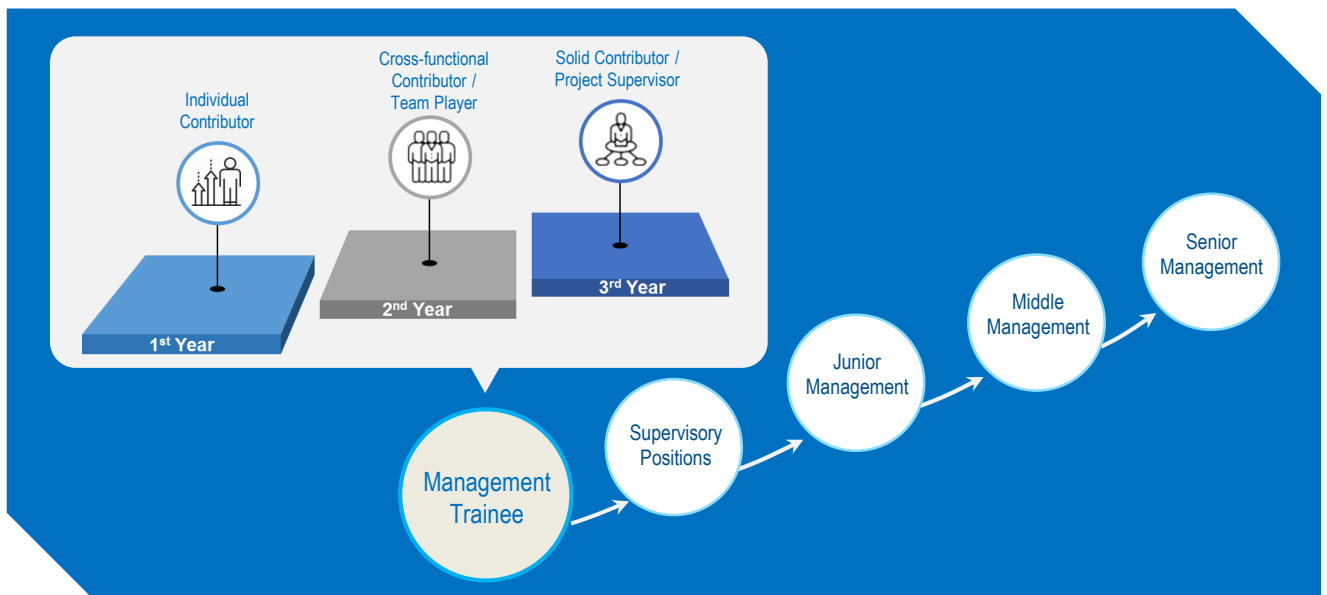 Individual
Contributor
1st Year
Cross-functional
Contributor /
Team Player
2nd Year
Solid Contributor /
Project Supervisor
3rd Year
Management
Trainee
Supervisory
Positions
Junior
Management
Middle
Management
Senior
Management